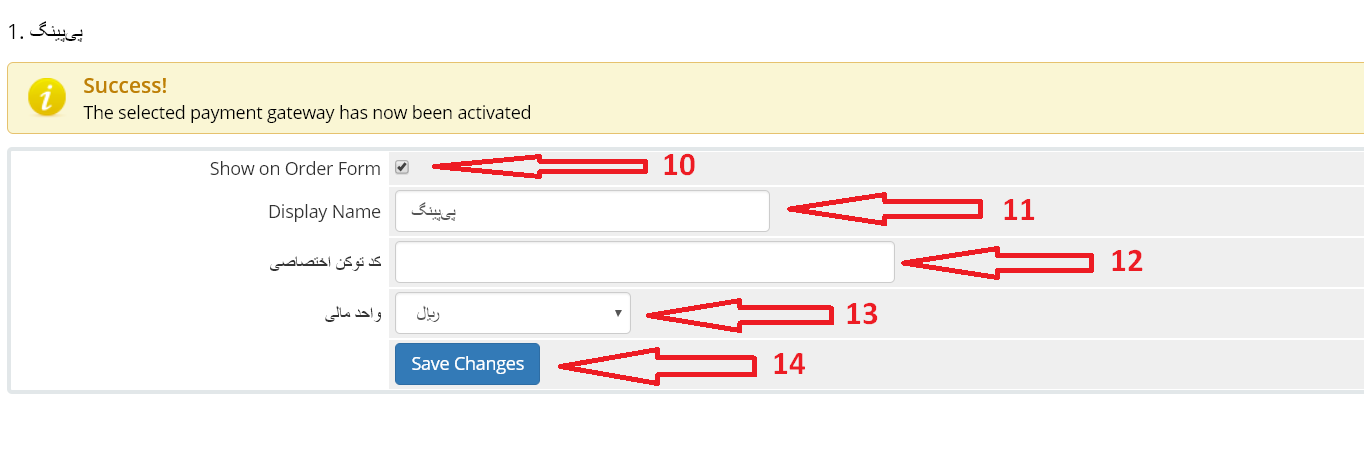 1. پی‌پینگ
Success!
The selected payment gateway has now been activated
Show on Order Form 10
Display Name پی‌پینگ 11
کد توکن اختصاصی 12
واحد مالی ریال 13
Save Changes 14